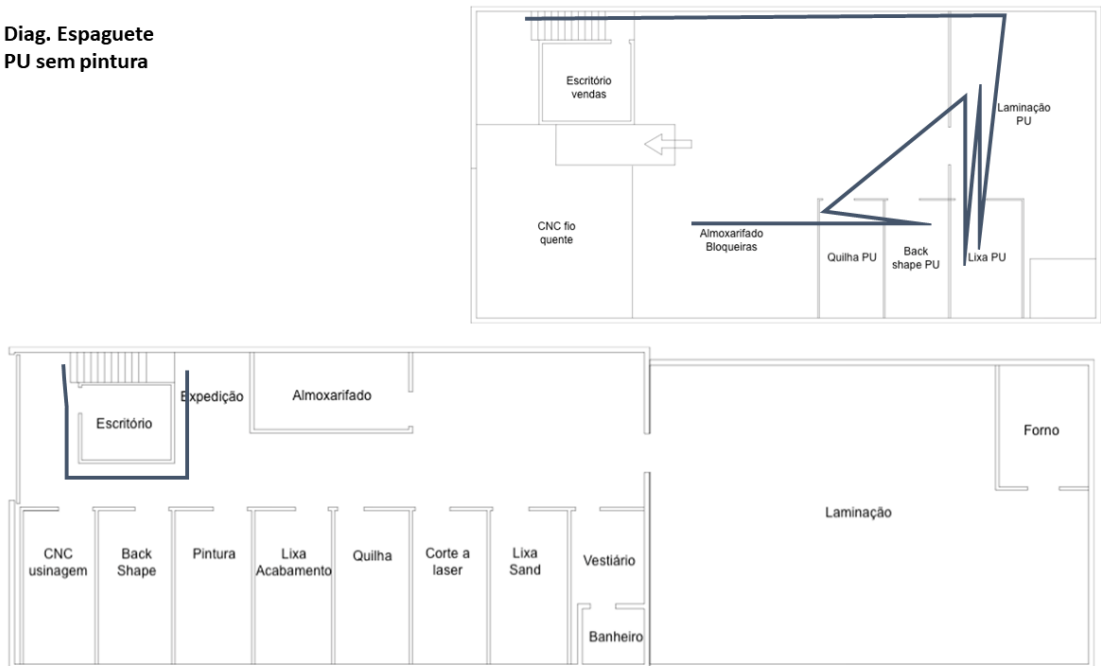 Diag. Espaguete
PU sem pintura
Escritório
vendas
Laminação
PU
CNC fio
quente
Almoxarifado
Bloqueiras
Quilha PU
Back
shape PU
Lixa PU
Expedição
Almoxarifado
Escritório
Forno
Laminação
CNC
usinagem
Back
Shape
Pintura
Lixa
Acabamento
Quilha
Corte a
laser
Lixa
Sand
Vestiário
Banheiro